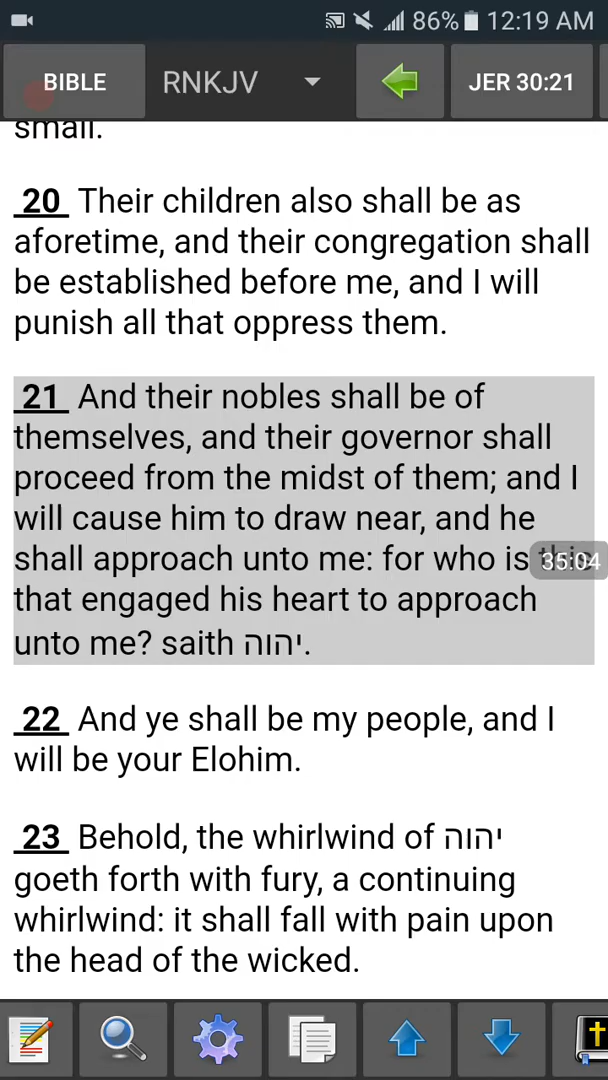 86% 12:19 AM
BIBLE RNKJV JER 30:21
small.
20 Their children also shall be as
aforetime, and their congregation shall
be established before me, and I will
punish all that oppress them.
21 And their nobles shall be of
themselves, and their governor shall
proceed from the midst of them; and I
will cause him to draw near, and he
shall approach unto me: for who is this
35:04
that engaged his heart to approach
unto me? saith יהוה.
22 And ye shall be my people, and I
will be your Elohim.
23 Behold, the whirlwind of יהוה
goeth forth with fury, a continuing
whirlwind: it shall fall with pain upon
the head of the wicked.